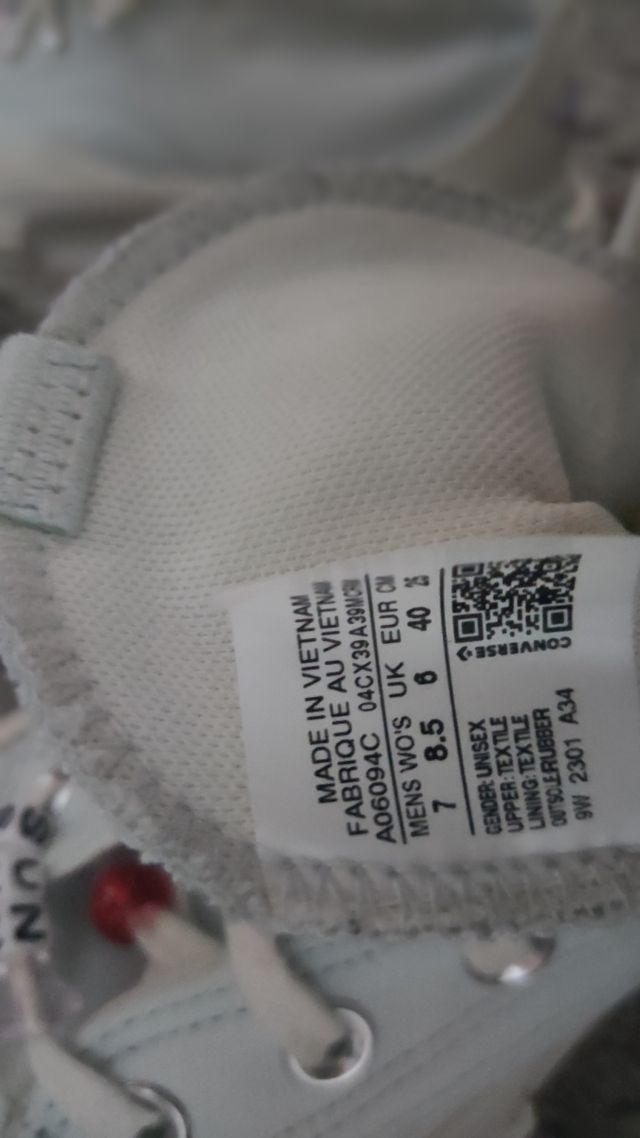 MADE IN VIETNAM
FABRIQUE AU VIETNAM
A06094C 04CX39A39MCRM
MENS WO'S UK EUR CM
7 8.5 6 40 25
GENDER: UNISEX
UPPER: TEXTILE
LINING: TEXTILE
OUTSOLE:RUBBER
9W 2301 A34
CONVERSE